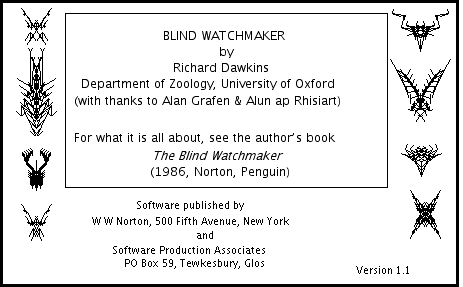 BLIND WATCHMAKER
by
Richard Dawkins
Department of Zoology, University of Oxford
(with thanks to Alan Grafen & Alun ap Rhisiart)
For what it is all about, see the author's book
The Blind Watchmaker
(1986, Norton, Penguin)
Software published by
W W Norton, 500 Fifth Avenue, New York
and
Software Production Associates
PO Box 59, Tewkesbury, Glos
Version 1.1